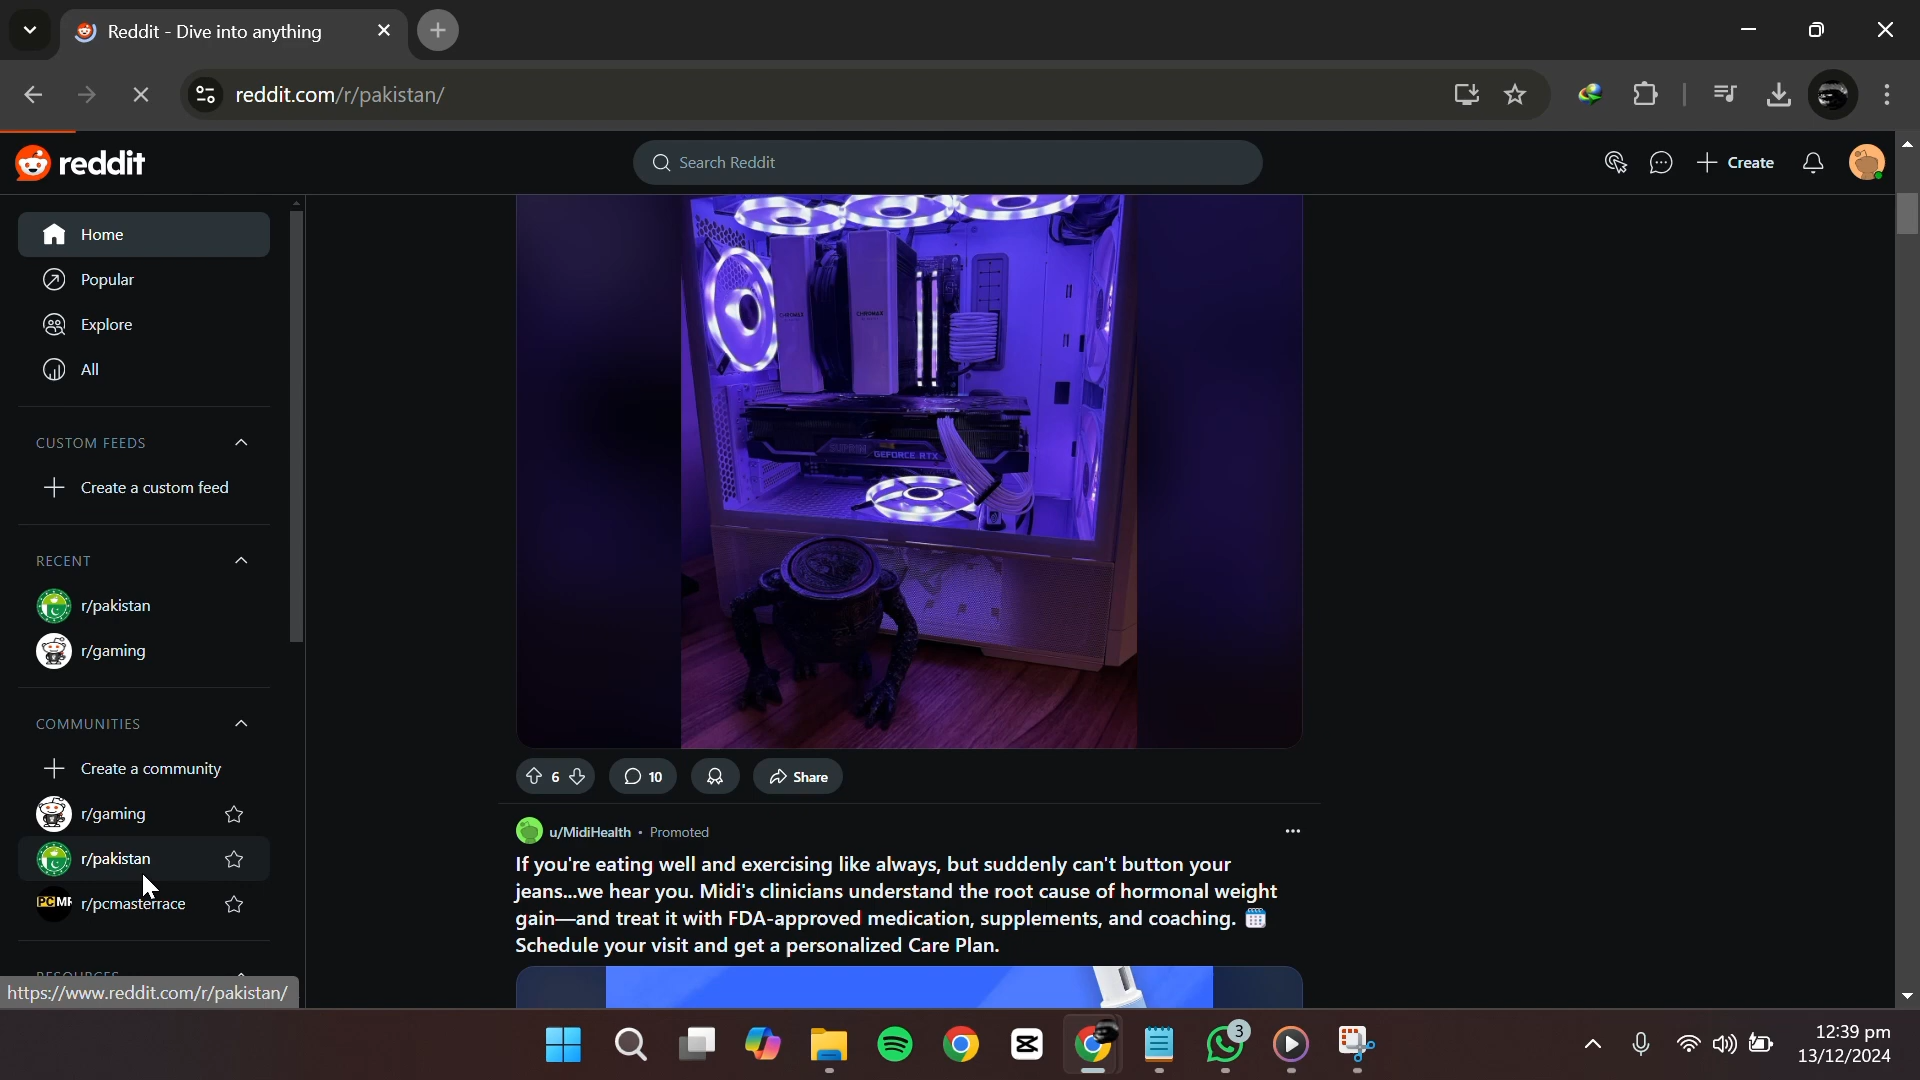 Reddit - Dive into anything
reddit.com/r/pakistan/
reddit
Search Reddit
Create
Home
Popular
Explore
All
CUSTOM FEEDS
Create a custom feed
RECENT
r/pakistan
r/gaming
COMMUNITIES
Create a community
r/gaming
r/pakistan
r/pcmasterrace
RESOURCES
https://www.reddit.com/r/pakistan/
CHROMAX
GEFORCE RTX
6
10
Share
u/MidiHealth • Promoted
If you're eating well and exercising like always, but suddenly can't button your
jeans...we hear you. Midi's clinicians understand the root cause of hormonal weight
gain—and treat it with FDA-approved medication, supplements, and coaching. 🗓️
Schedule your visit and get a personalized Care Plan.
3
12:39 pm
13/12/2024